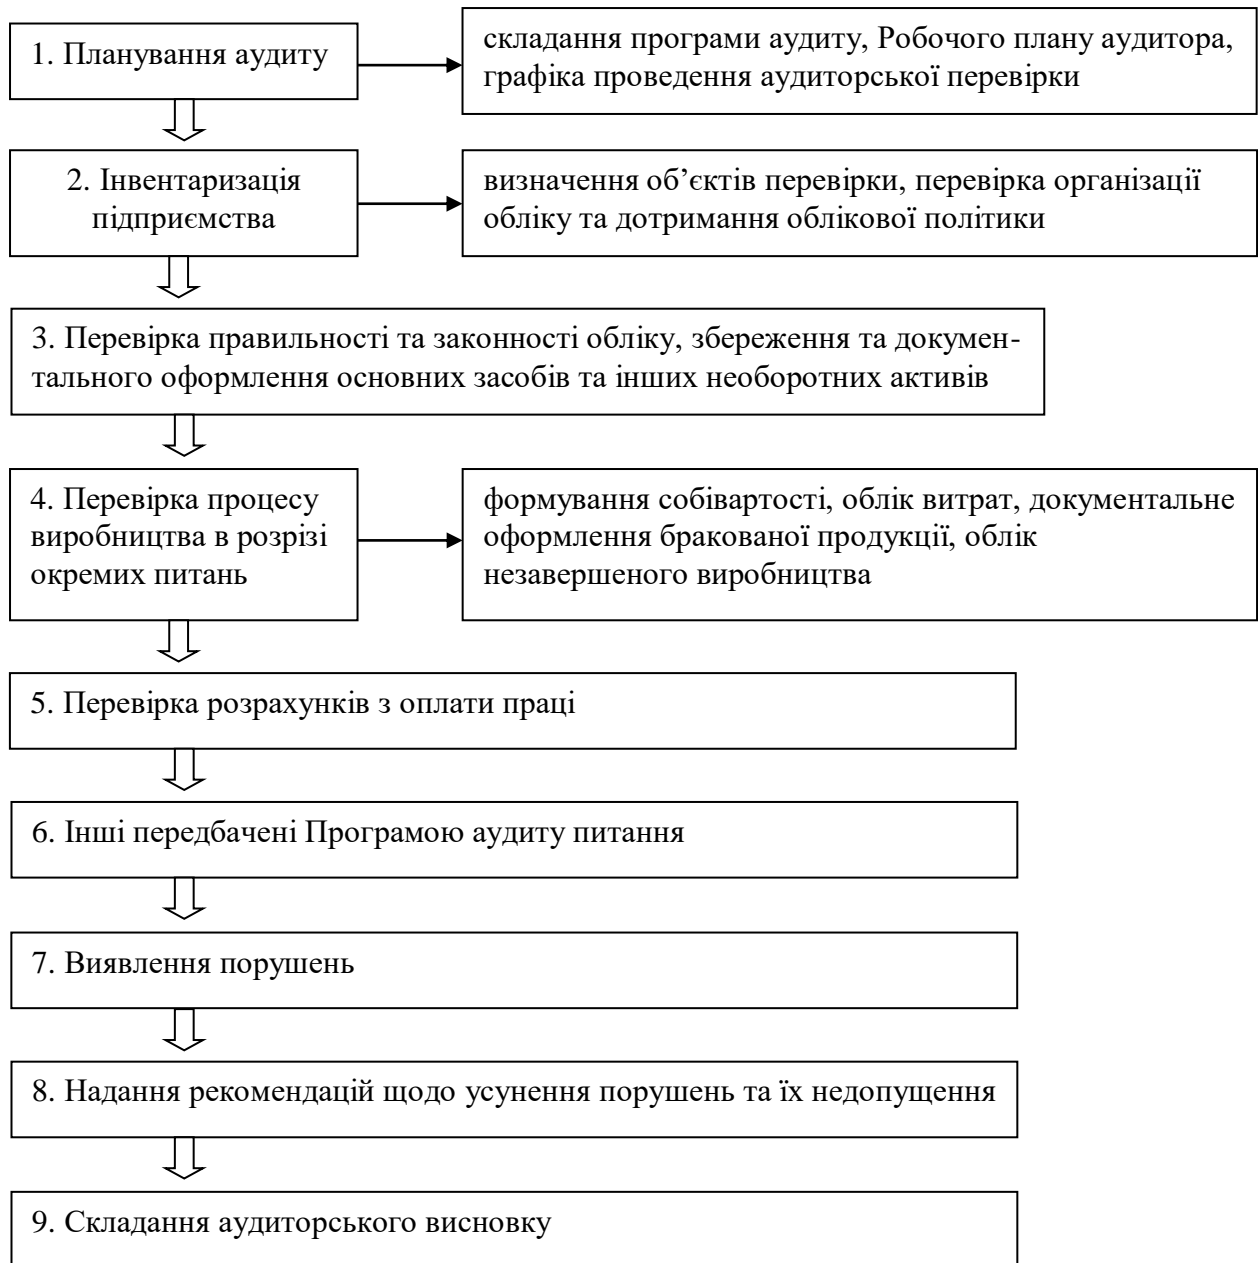 1. Планування аудиту
складання програми аудиту, Робочого плану аудитора,
графіка проведення аудиторської перевірки
2. Інвентаризація
підприємства
визначення об’єктів перевірки, перевірка організації
обліку та дотримання облікової політики
3. Перевірка правильності та законності обліку, збереження та докумен-
тального оформлення основних засобів та інших необоротних активів
4. Перевірка процесу
виробництва в розрізі
окремих питань
формування собівартості, облік витрат, документальне
оформлення бракованої продукції, облік
незавершеного виробництва
5. Перевірка розрахунків з оплати праці
6. Інші передбачені Програмою аудиту питання
7. Виявлення порушень
8. Надання рекомендацій щодо усунення порушень та їх недопущення
9. Складання аудиторського висновку